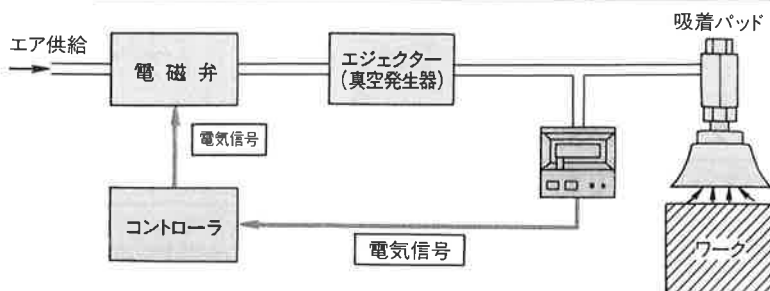 吸着パッド
エア供給
電磁弁
エジェクター
(真空発生器)
電気信号
コントローラ
電気信号
ワーク